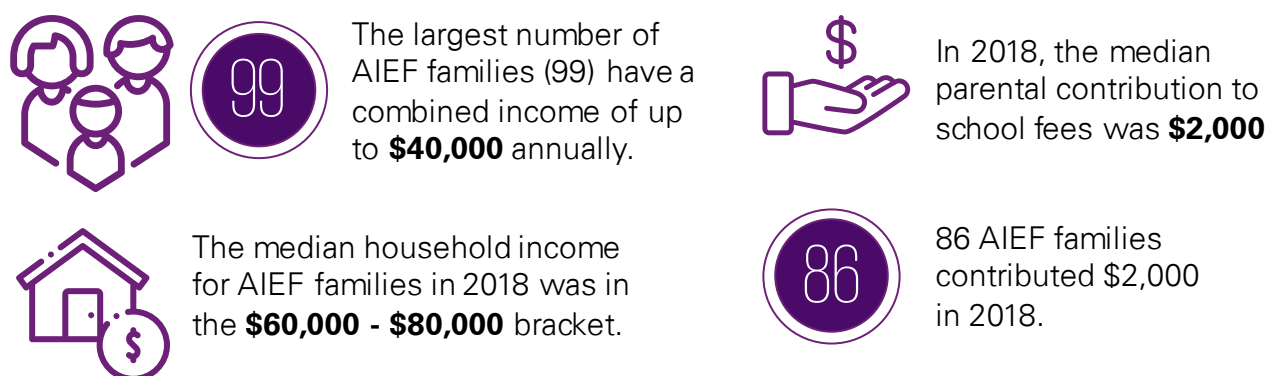 99
The largest number of
AIEF families (99) have a
combined income of up
to $40,000 annually.
$
In 2018, the median
parental contribution to
school fees was $2,000
$
The median household income
for AIEF families in 2018 was in
the $60,000 - $80,000 bracket.
86
86 AIEF families
contributed $2,000
in 2018.